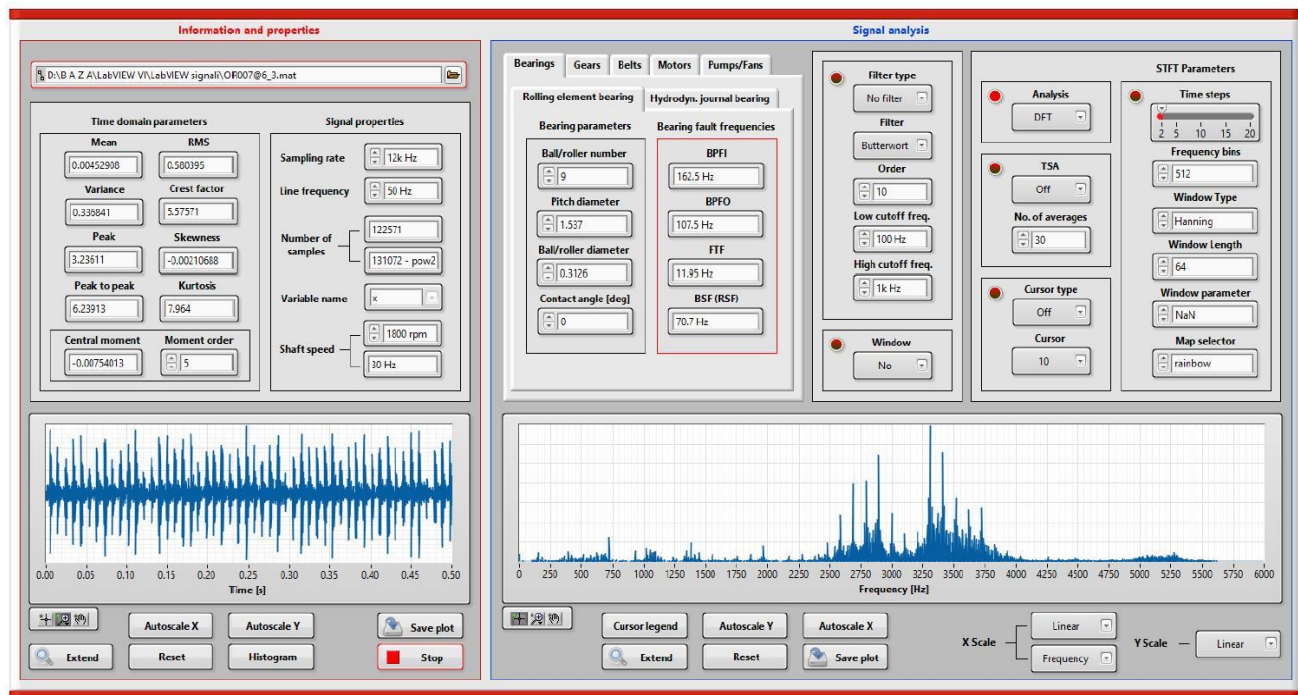 Information and properties
D:\B A Z A\LabVIEW VI\LabVIEW signali\OR007@6_3.mat
Time domain parameters
Mean RMS
0.00452908 0.580395
Variance Crest factor
0.336841 5.57571
Peak Skewness
3.23611 -0.00210688
Peak to peak Kurtosis
6.23913 7.964
Central moment Moment order
-0.00754013 5
Signal properties
Sampling rate 12k Hz
Line frequency 50 Hz
Number of samples
122571
131072 - pow2
Variable name x
Shaft speed
1800 rpm
30 Hz
0.00 0.05 0.10 0.15 0.20 0.25 0.30 0.35 0.40 0.45 0.50
Time [s]
Autoscale X Autoscale Y Save plot
Extend Reset Histogram Stop
Signal analysis
Bearings Gears Belts Motors Pumps/Fans
Rolling element bearing Hydrodyn. journal bearing
Bearing parameters
Ball/roller number
9
Pitch diameter
1.537
Ball/roller diameter
0.3126
Contact angle [deg]
0
Bearing fault frequencies
BPFI
162.5 Hz
BPFO
107.5 Hz
FTF
11.95 Hz
BSF (RSF)
70.7 Hz
Filter type
No filter
Filter
Butterwort
Order
10
Low cutoff freq.
100 Hz
High cutoff freq.
1k Hz
Window
No
Analysis
DFT
TSA
Off
No. of averages
30
Cursor type
Off
Cursor
10
STFT Parameters
Time steps
2 5 10 15 20
Frequency bins
512
Window Type
Hanning
Window Length
64
Window parameter
NaN
Map selector
rainbow
0 250 500 750 1000 1250 1500 1750 2000 2250 2500 2750 3000 3250 3500 3750 4000 4250 4500 4750 5000 5250 5500 5750 6000
Frequency [Hz]
Cursor legend Autoscale Y Autoscale X
Extend Reset Save plot
X Scale
Linear
Frequency
Y Scale Linear